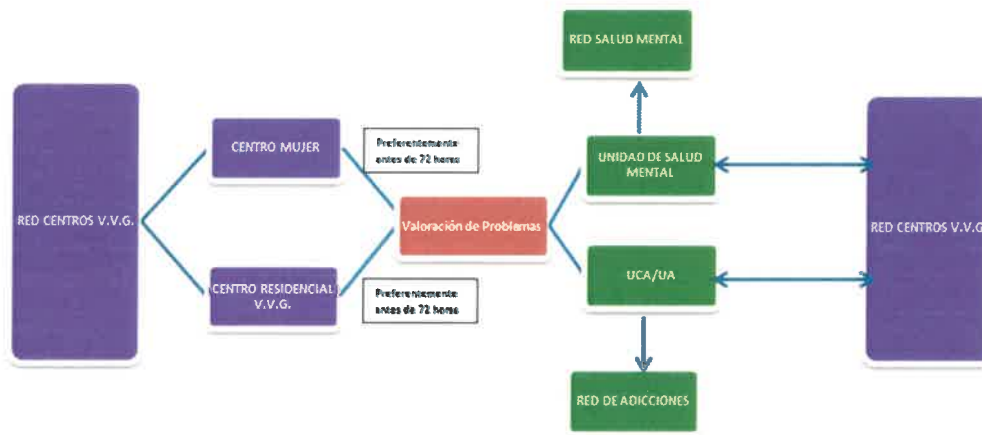 RED SALUD MENTAL
CENTRO MUJER
Preferentemente
antes de 72 horas
UNIDAD DE SALUD
MENTAL
RED CENTROS V.V.G.
Valoración de Problemas
RED CENTROS V.V.G
CENTRO RESIDENCIAL
V.V.G.
Preferentemente
antes de 72 horas
UCA/UA
RED DE ADICCIONES